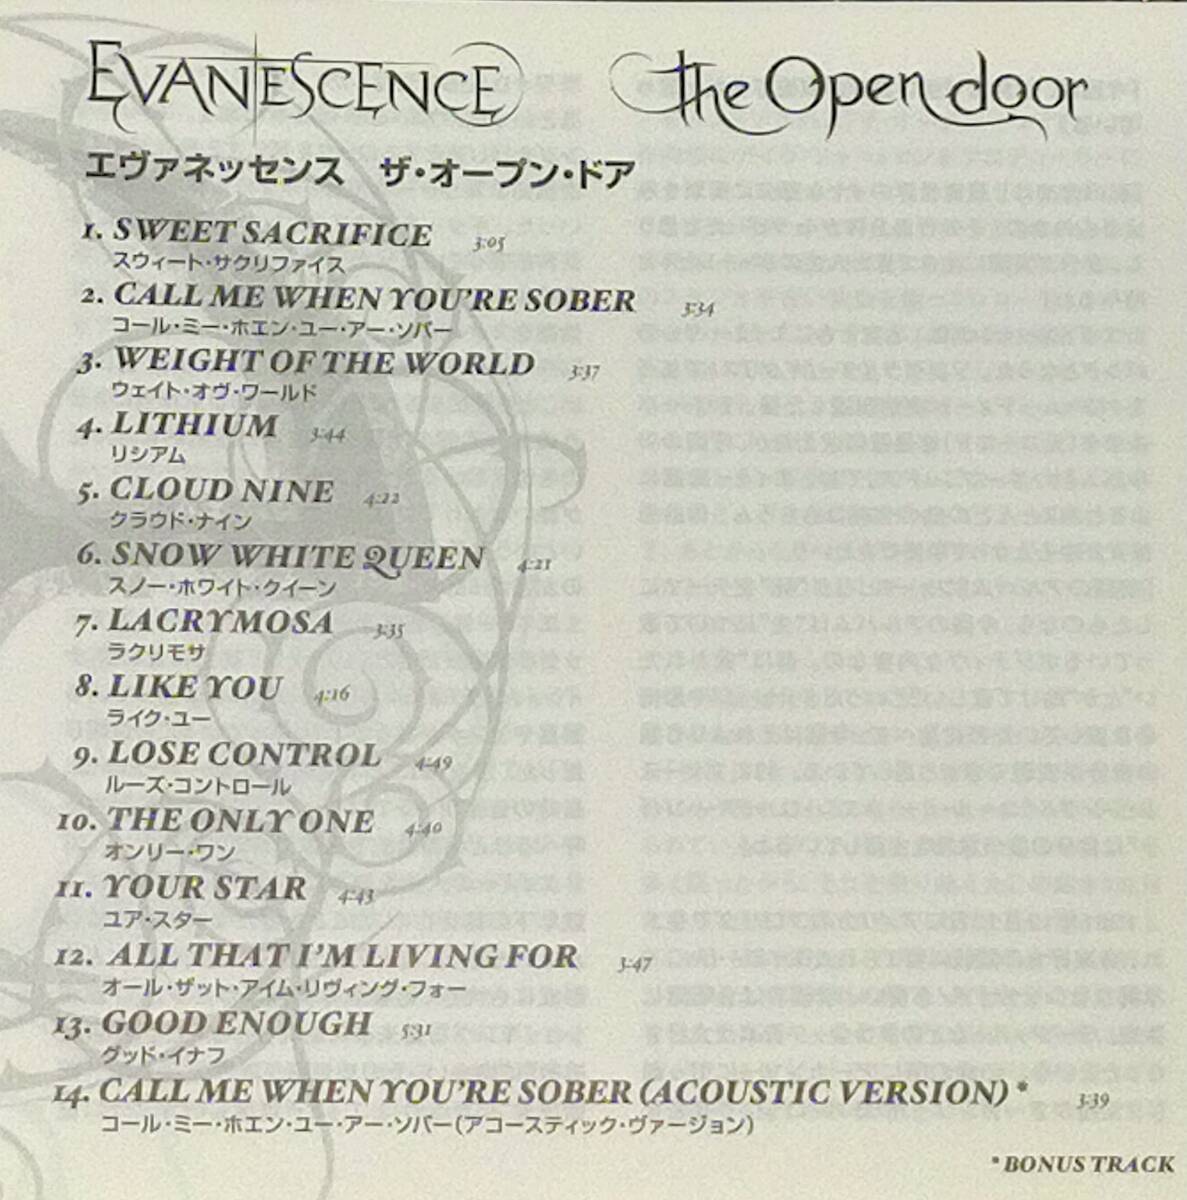 EVANESCENCE the Open door
エヴァネッセンス ザ・オープン・ドア
1. SWEET SACRIFICE 3:05
スウィート・サクリファイス
2. CALL ME WHEN YOU'RE SOBER 3:34
コール・ミー・ホエン・ユー・アー・ソバー
3. WEIGHT OF THE WORLD 3:37
ウェイト・オヴ・ワールド
4. LITHIUM 3:44
リシアム
5. CLOUD NINE 4:22
クラウド・ナイン
6. SNOW WHITE QUEEN 4:21
スノー・ホワイト・クイーン
7. LACRYMOSA 3:35
ラクリモサ
8. LIKE YOU 4:16
ライク・ユー
9. LOSE CONTROL 4:49
ルーズ・コントロール
10. THE ONLY ONE 4:40
オンリー・ワン
11. YOUR STAR 4:43
ユア・スター
12. ALL THAT I'M LIVING FOR 3:47
オール・ザット・アイム・リヴィング・フォー
13. GOOD ENOUGH 5:31
グッド・イナフ
14. CALL ME WHEN YOU'RE SOBER (ACOUSTIC VERSION) * 3:39
コール・ミー・ホエン・ユー・アー・ソバー(アコースティック・ヴァージョン)
* BONUS TRACK